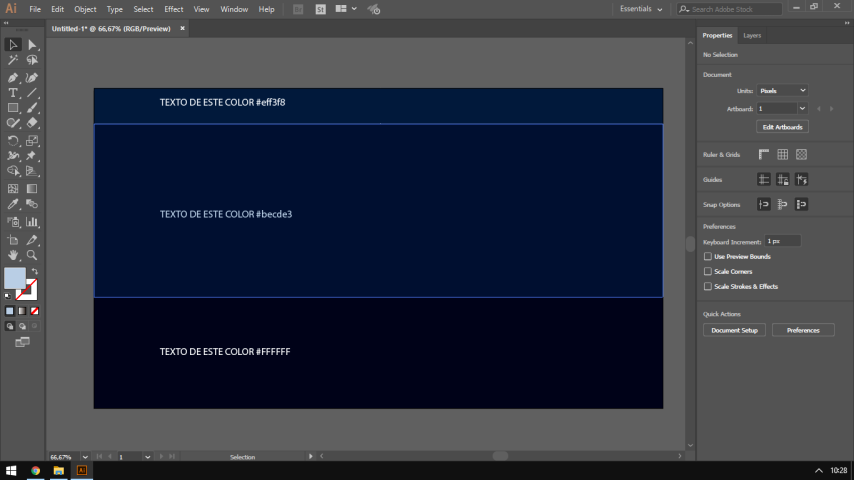 Ai File Edit Object Type Select Effect View Window Help Br St Essentials Search Adobe Stock
Untitled-1* @ 66,67% (RGB/Preview) ×
Properties Layers
No Selection
Document
Units: Pixels
Artboard: 1
Edit Artboards
Ruler & Grids
Guides
Snap Options
Preferences
Keyboard Increment: 1 px
Use Preview Bounds
Scale Corners
Scale Strokes & Effects
Quick Actions
Document Setup Preferences
TEXTO DE ESTE COLOR #eff3f8
TEXTO DE ESTE COLOR #becde3
TEXTO DE ESTE COLOR #FFFFFF
66,67% 1 Selection
Ai 10:28